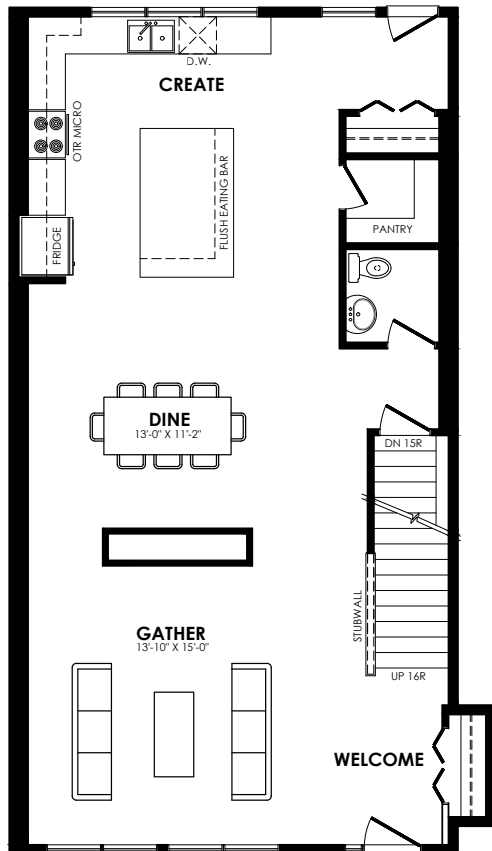 D.W.
CREATE
OTR MICRO
FLUSH EATING BAR
PANTRY
FRIDGE
DINE
13'-0" X 11'-2"
DN 15R
STUBWALL
GATHER
13'-10" X 15'-0"
UP 16R
WELCOME